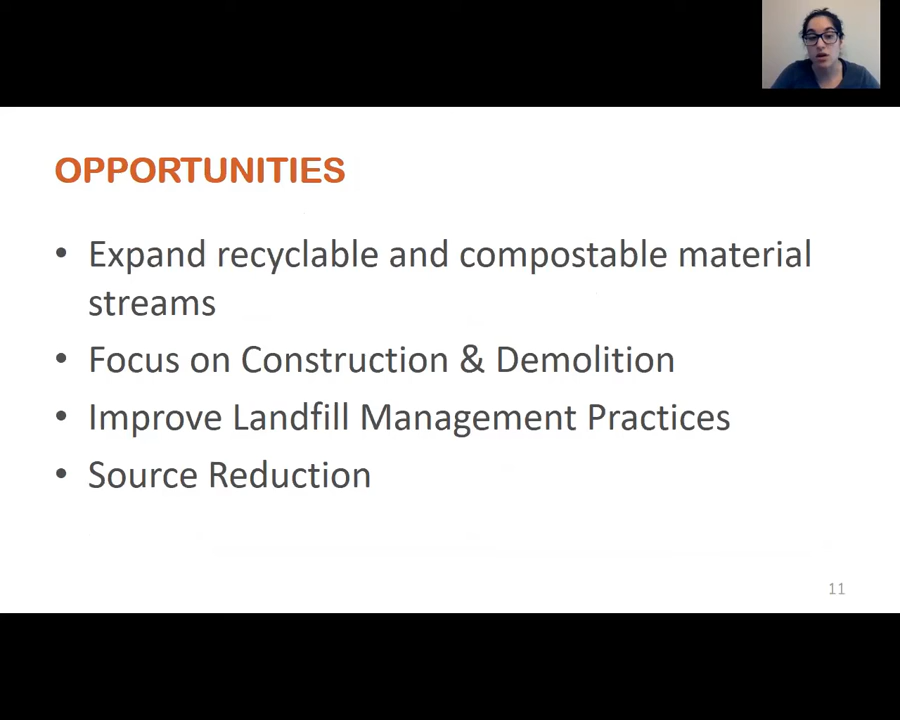 OPPORTUNITIES
• Expand recyclable and compostable material
streams
• Focus on Construction & Demolition
• Improve Landfill Management Practices
• Source Reduction
11